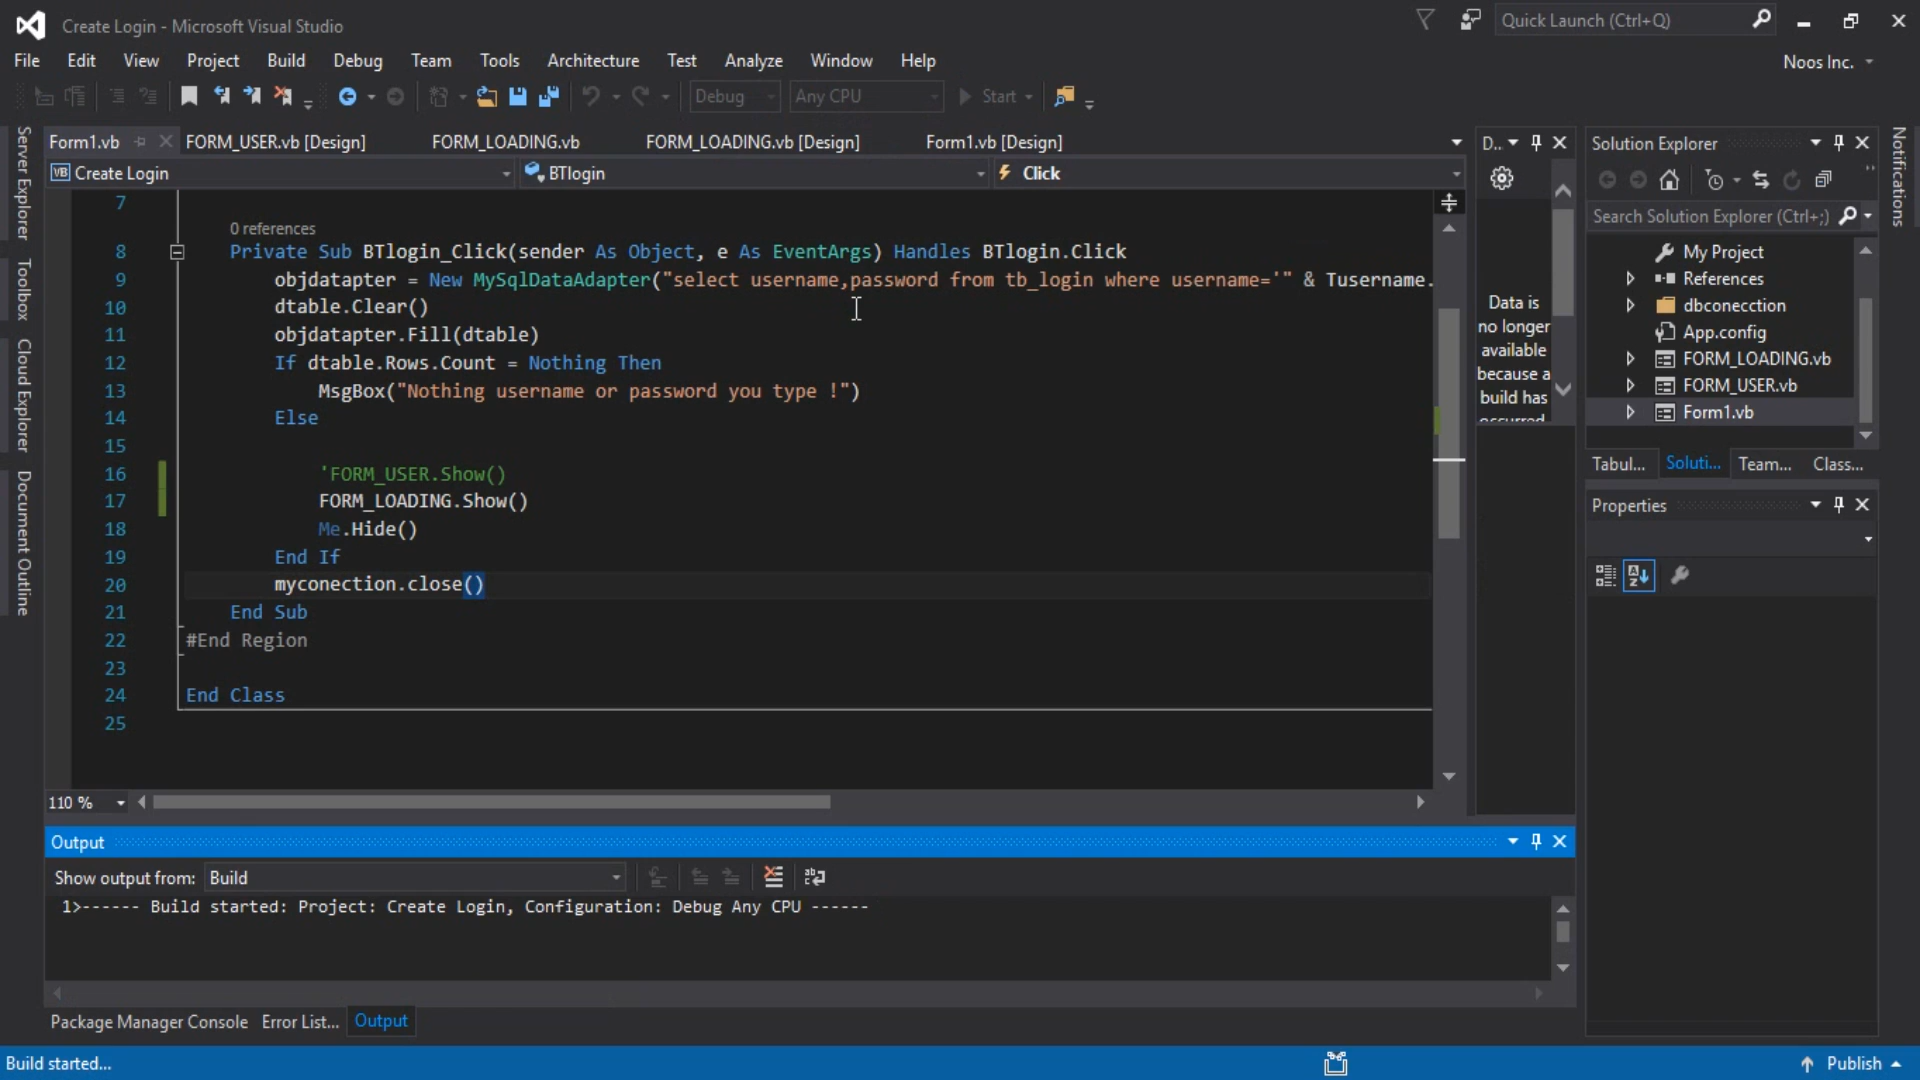 Create Login - Microsoft Visual Studio
Quick Launch (Ctrl+Q)
File Edit View Project Build Debug Team Tools Architecture Test Analyze Window Help
Noos Inc.
Debug Any CPU Start
Form1.vb FORM_USER.vb [Design] FORM_LOADING.vb FORM_LOADING.vb [Design] Form1.vb [Design]
VB Create Login BTlogin Click
7
0 references
8 Private Sub BTlogin_Click(sender As Object, e As EventArgs) Handles BTlogin.Click
9 objdatapter = New MySqlDataAdapter("select username,password from tb_login where username='" & Tusername.
10 dtable.Clear()
11 objdatapter.Fill(dtable)
12 If dtable.Rows.Count = Nothing Then
13 MsgBox("Nothing username or password you type !")
14 Else
15
16 'FORM_USER.Show()
17 FORM_LOADING.Show()
18 Me.Hide()
19 End If
20 myconection.close()
21 End Sub
22 #End Region
23
24 End Class
25
110 %
Server Explorer
Toolbox
Cloud Explorer
Document Outline
D..
Data is
no longer
available
because a
build has
occurred
Solution Explorer
Search Solution Explorer (Ctrl+;)
My Project
References
dbconecction
App.config
FORM_LOADING.vb
FORM_USER.vb
Form1.vb
Tabul... Soluti... Team... Class...
Properties
Notifications
Output
Show output from: Build
1>------ Build started: Project: Create Login, Configuration: Debug Any CPU ------
Package Manager Console Error List... Output
Build started...
Publish